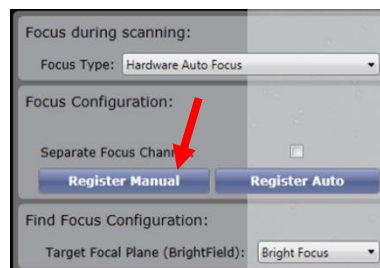 Focus during scanning:
Focus Type: Hardware Auto Focus
Focus Configuration:
Separate Focus
Register Manual Register Auto
Find Focus Configuration:
Target Focal Plane (BrightField): Bright Focus